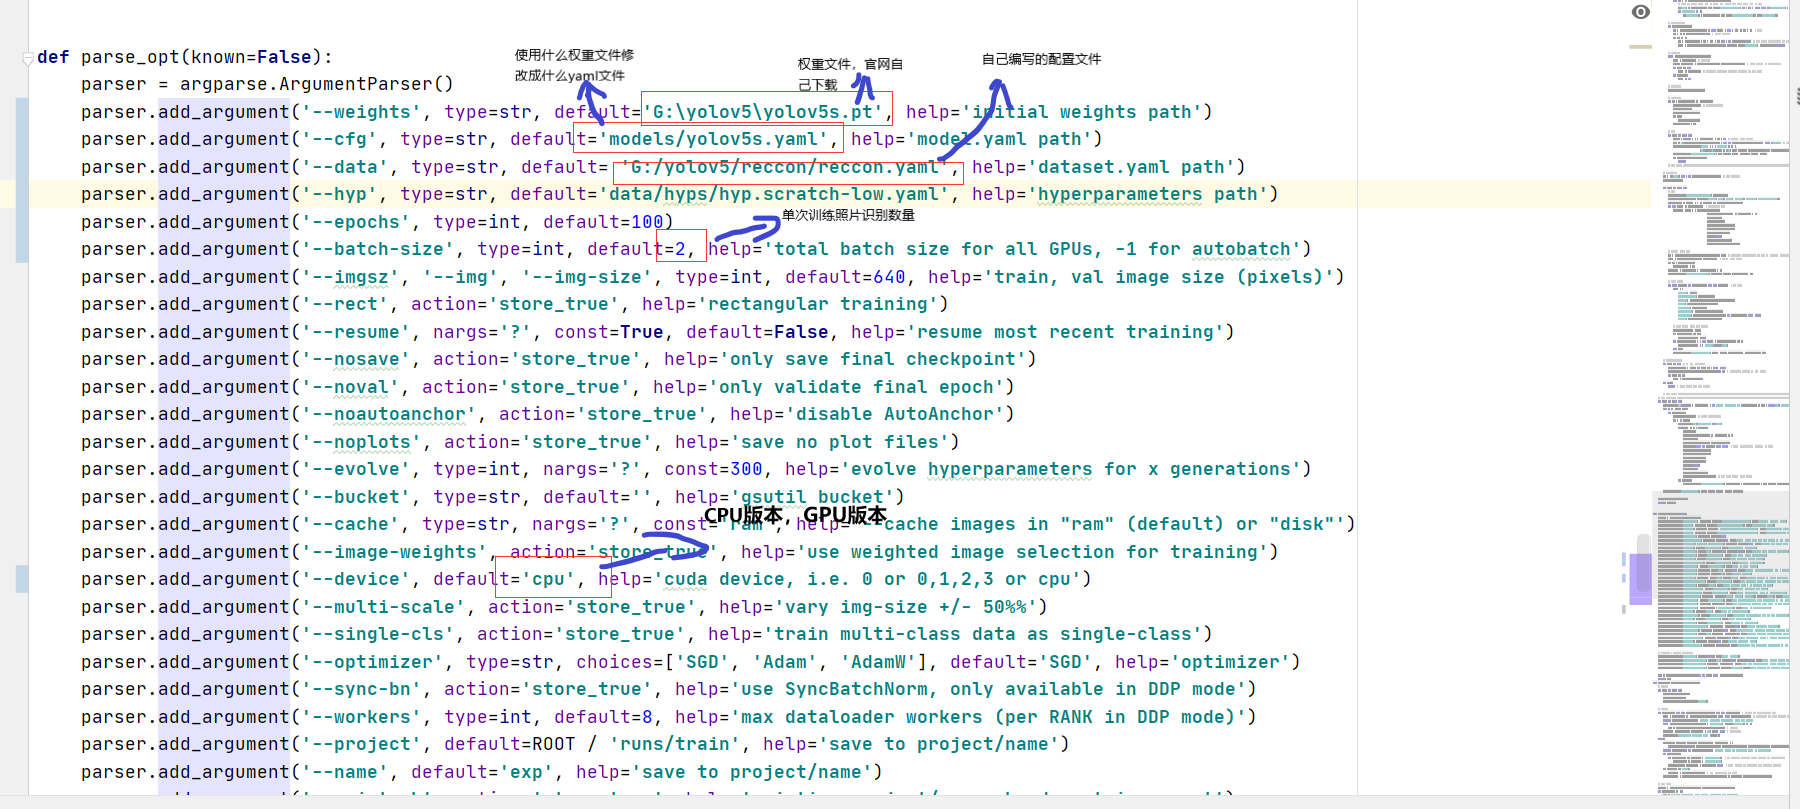 def parse_opt(known=False):
使用什么权重文件修
改成什么yaml文件
权重文件，官网自
己下载
自己编写的配置文件
parser = argparse.ArgumentParser()
parser.add_argument('--weights', type=str, default='G:\yolov5\yolov5s.pt', help='initial weights path')
parser.add_argument('--cfg', type=str, default='models/yolov5s.yaml', help='model.yaml path')
parser.add_argument('--data', type=str, default= 'G:/yolov5/reccon/reccon.yaml', help='dataset.yaml path')
parser.add_argument('--hyp', type=str, default='data/hyps/hyp.scratch-low.yaml', help='hyperparameters path')
parser.add_argument('--epochs', type=int, default=100)
单次训练照片识别数量
parser.add_argument('--batch-size', type=int, default=2, help='total batch size for all GPUs, -1 for autobatch')
parser.add_argument('--imgsz', '--img', '--img-size', type=int, default=640, help='train, val image size (pixels)')
parser.add_argument('--rect', action='store_true', help='rectangular training')
parser.add_argument('--resume', nargs='?', const=True, default=False, help='resume most recent training')
parser.add_argument('--nosave', action='store_true', help='only save final checkpoint')
parser.add_argument('--noval', action='store_true', help='only validate final epoch')
parser.add_argument('--noautoanchor', action='store_true', help='disable AutoAnchor')
parser.add_argument('--noplots', action='store_true', help='save no plot files')
parser.add_argument('--evolve', type=int, nargs='?', const=300, help='evolve hyperparameters for x generations')
parser.add_argument('--bucket', type=str, default='', help='gsutil bucket')
CPU版本，GPU版本
parser.add_argument('--cache', type=str, nargs='?', const='ram', help='--cache images in "ram" (default) or "disk"')
parser.add_argument('--image-weights', action='store_true', help='use weighted image selection for training')
parser.add_argument('--device', default='cpu', help='cuda device, i.e. 0 or 0,1,2,3 or cpu')
parser.add_argument('--multi-scale', action='store_true', help='vary img-size +/- 50%%')
parser.add_argument('--single-cls', action='store_true', help='train multi-class data as single-class')
parser.add_argument('--optimizer', type=str, choices=['SGD', 'Adam', 'AdamW'], default='SGD', help='optimizer')
parser.add_argument('--sync-bn', action='store_true', help='use SyncBatchNorm, only available in DDP mode')
parser.add_argument('--workers', type=int, default=8, help='max dataloader workers (per RANK in DDP mode)')
parser.add_argument('--project', default=ROOT / 'runs/train', help='save to project/name')
parser.add_argument('--name', default='exp', help='save to project/name')